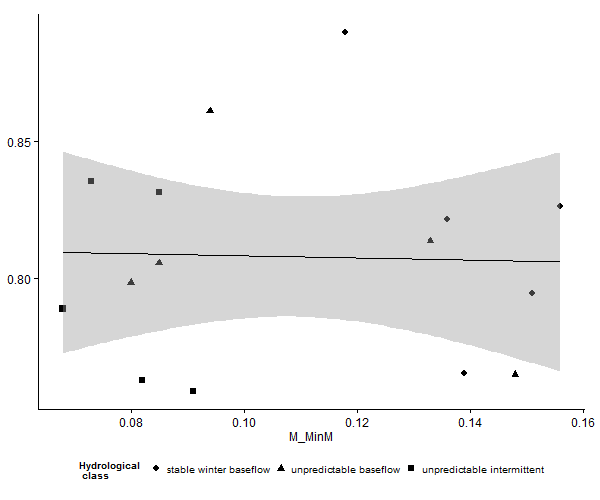 0.85
0.80
0.08 0.10 0.12 0.14 0.16
M_MinM
Hydrological stable winter baseflow unpredictable baseflow unpredictable intermittent
class